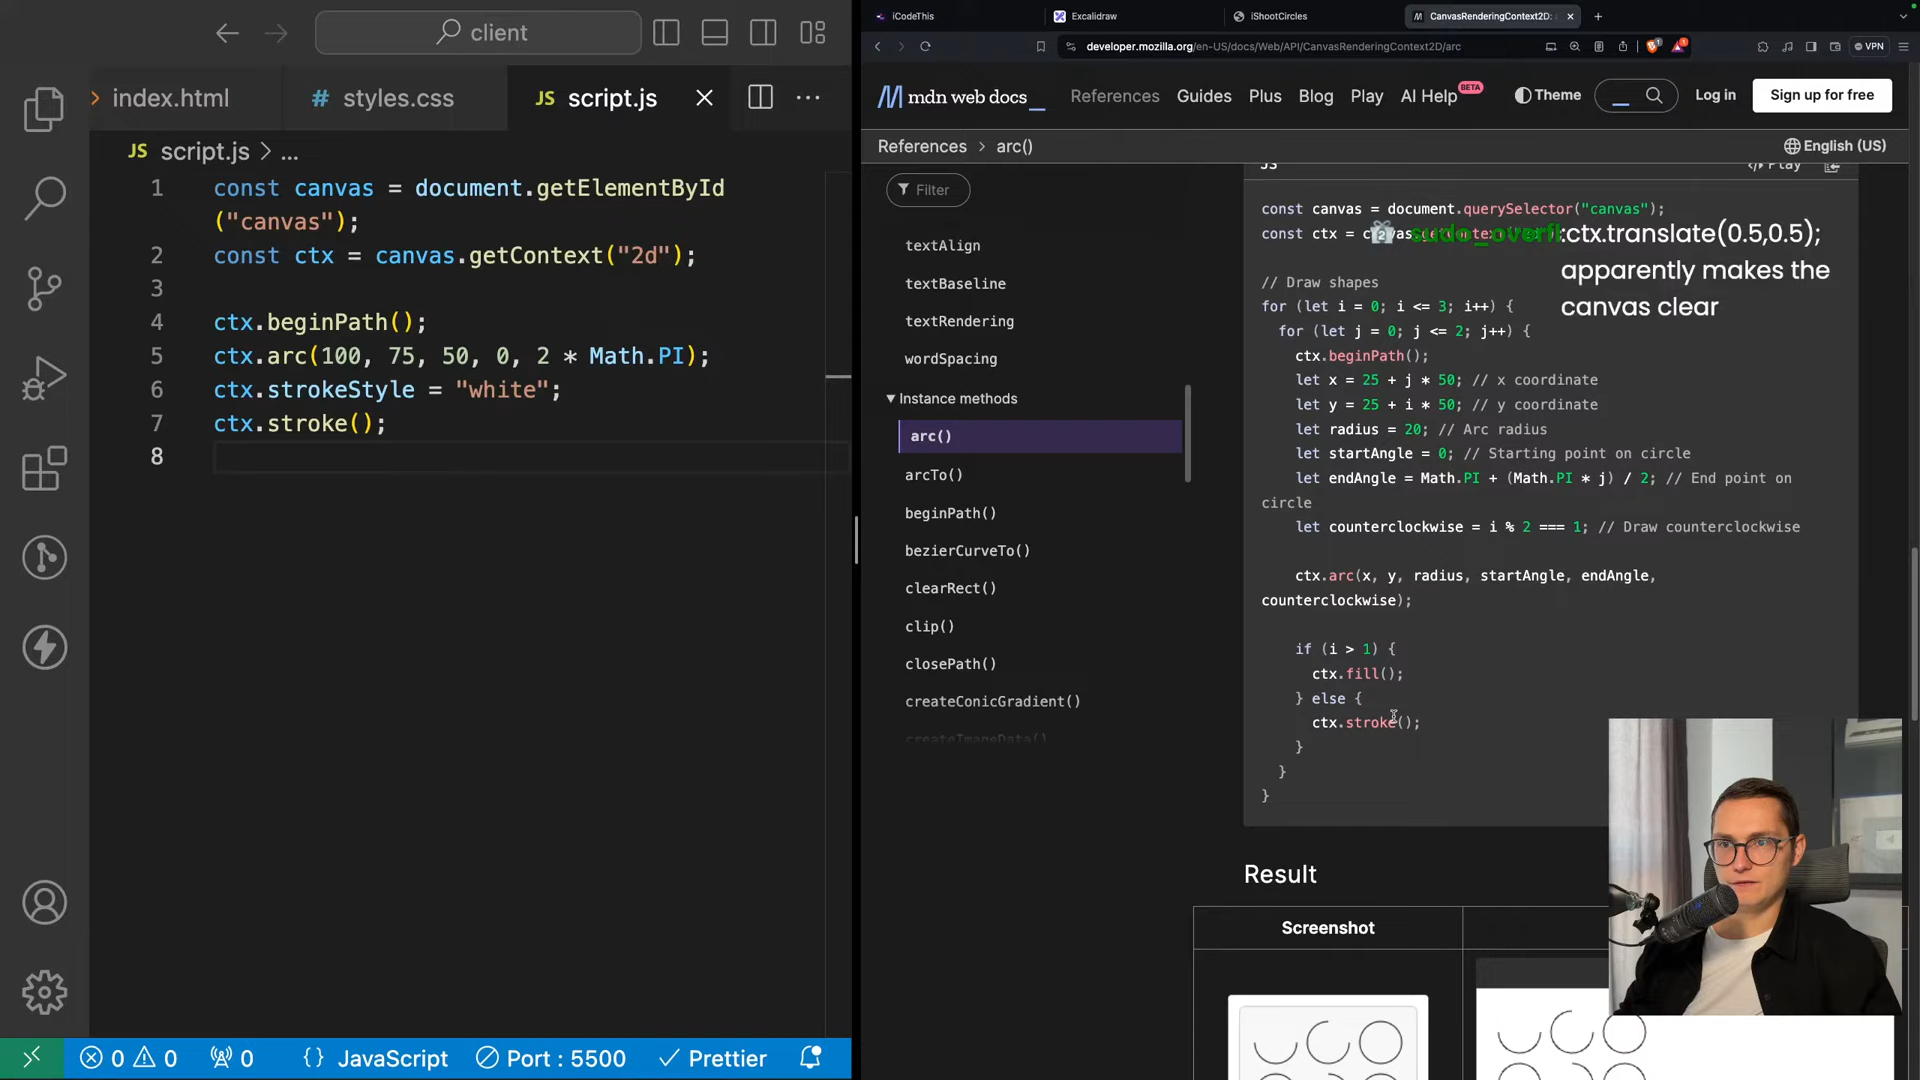 client
index.html
# styles.css
JS script.js
JS script.js > ...
1 const canvas = document.getElementById
("canvas");
2 const ctx = canvas.getContext("2d");
3
4 ctx.beginPath();
5 ctx.arc(100, 75, 50, 0, 2 * Math.PI);
6 ctx.strokeStyle = "white";
7 ctx.stroke();
8
0 0
0
{} JavaScript
Port : 5500
Prettier
iCodeThis
Excalidraw
iShootCircles
CanvasRenderingContext2D:
developer.mozilla.org/en-US/docs/Web/API/CanvasRenderingContext2D/arc
VPN
mdn web docs_
References
Guides
Plus
Blog
Play
AI Help
BETA
Theme
Log in
Sign up for free
References > arc()
English (US)
Filter
textAlign
textBaseline
textRendering
wordSpacing
Instance methods
arc()
arcTo()
beginPath()
bezierCurveTo()
clearRect()
clip()
closePath()
createConicGradient()
createImageData()
JS
Play
const canvas = document.querySelector("canvas");
const ctx =
:ctx.translate(0.5,0.5);
apparently makes the
canvas clear
// Draw shapes
for (let i = 0; i <= 3; i++) {
for (let j = 0; j <= 2; j++) {
ctx.beginPath();
let x = 25 + j * 50; // x coordinate
let y = 25 + i * 50; // y coordinate
let radius = 20; // Arc radius
let startAngle = 0; // Starting point on circle
let endAngle = Math.PI + (Math.PI * j) / 2; // End point on
circle
let counterclockwise = i % 2 === 1; // Draw counterclockwise
ctx.arc(x, y, radius, startAngle, endAngle,
counterclockwise);
if (i > 1) {
ctx.fill();
} else {
ctx.stroke();
}
}
}
Result
Screenshot